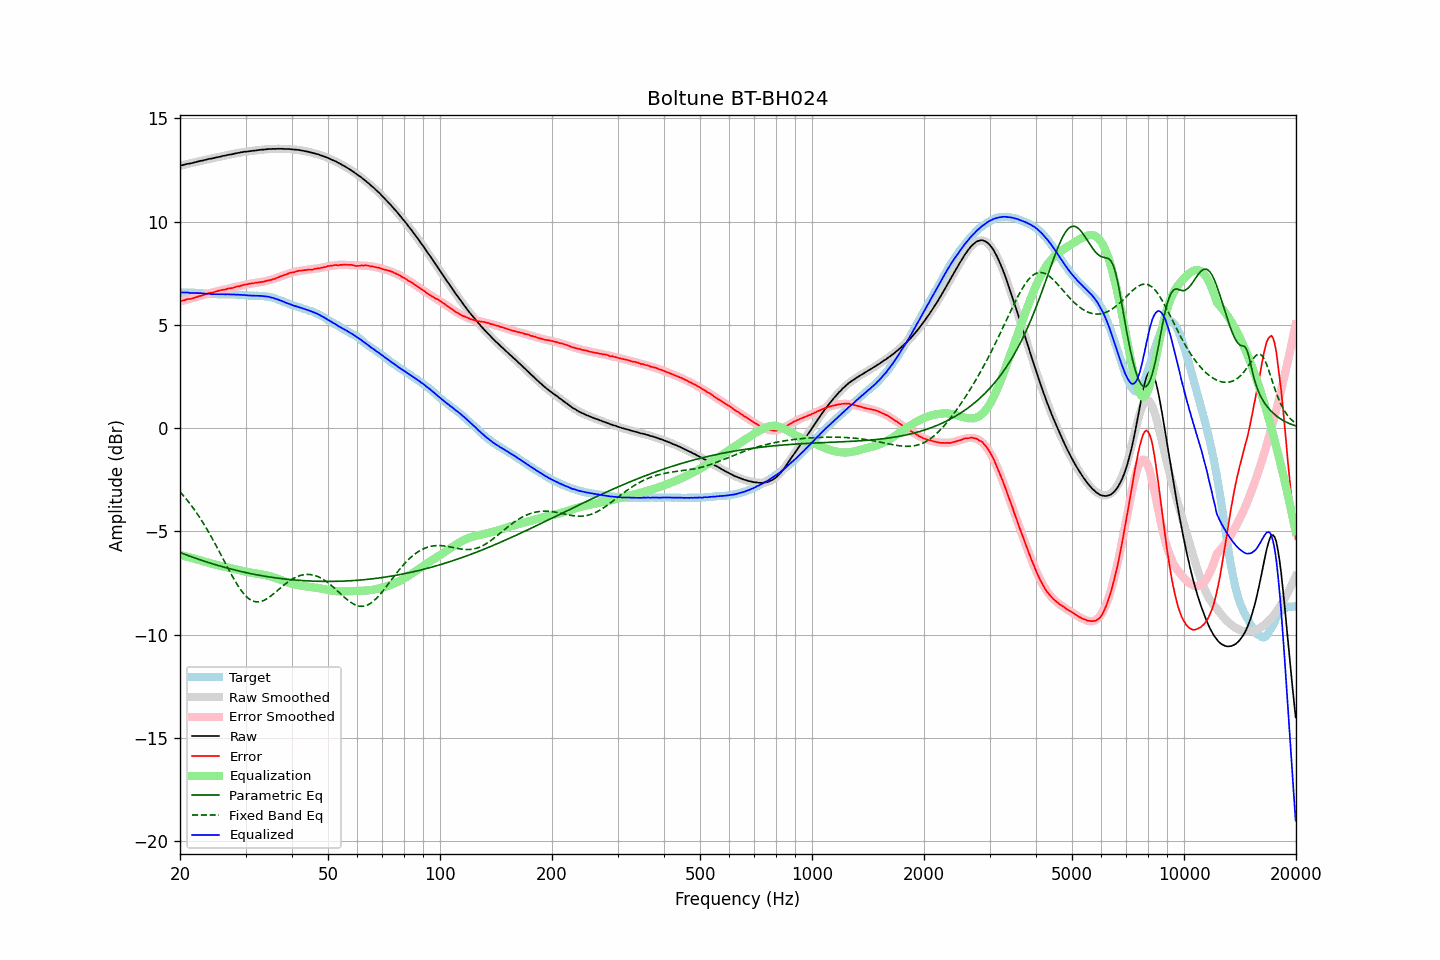 Boltune BT-BH024
Amplitude (dBr)
15
10
5
0
−5
−10
−15
−20
Target
Raw Smoothed
Error Smoothed
Raw
Error
Equalization
Parametric Eq
Fixed Band Eq
Equalized
20 50 100 200 500 1000 2000 5000 10000 20000
Frequency (Hz)